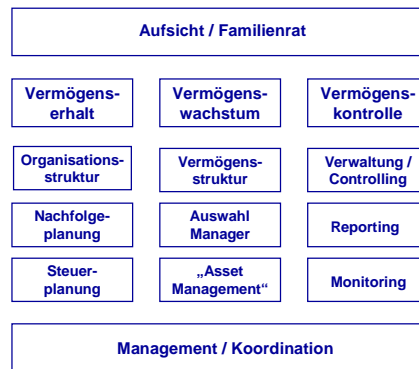 Aufsicht / Familienrat
Vermögens-
erhalt
Vermögens-
wachstum
Vermögens-
kontrolle
Organisations-
struktur
Vermögens-
struktur
Verwaltung /
Controlling
Nachfolge-
planung
Auswahl
Manager
Reporting
Steuer-
planung
„Asset
Management“
Monitoring
Management / Koordination